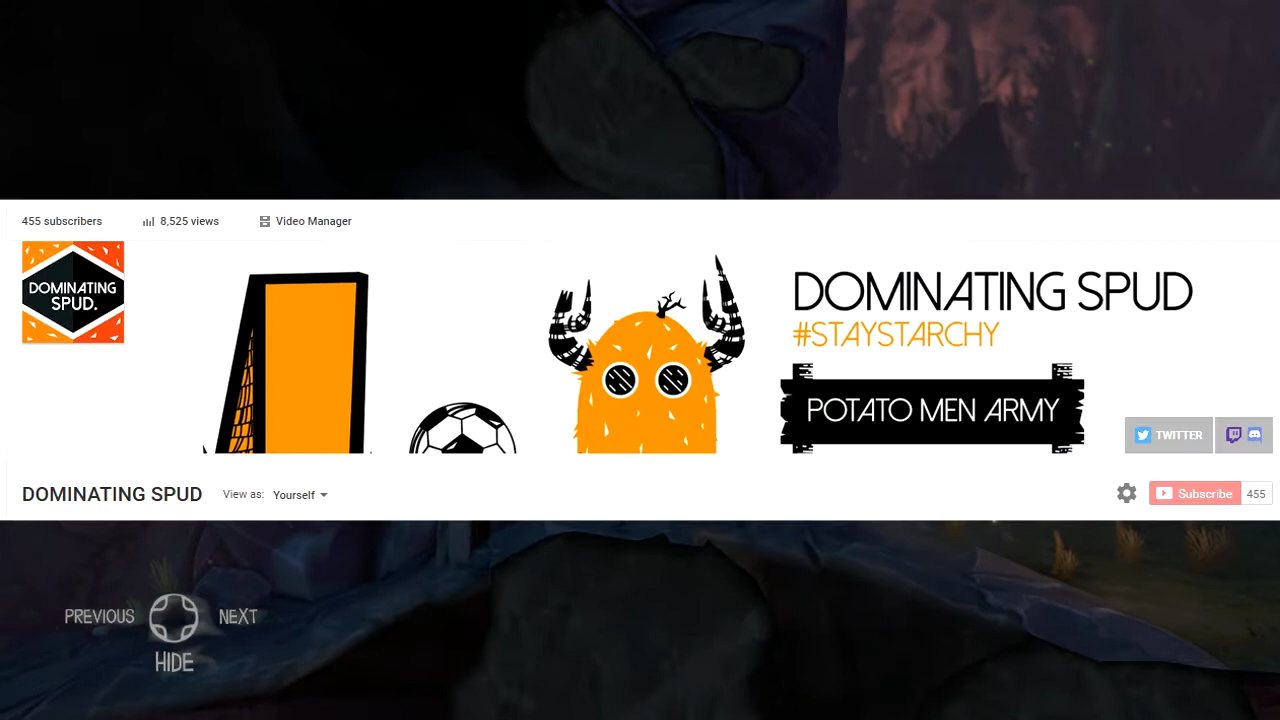 455 subscribers 8,525 views Video Manager
DOMINATING
SPUD.
DOMINATING SPUD
#STAYSTARCHY
POTATO MEN ARMY
TWITTER
DOMINATING SPUD View as: Yourself Subscribe 455
PREVIOUS NEXT
HIDE